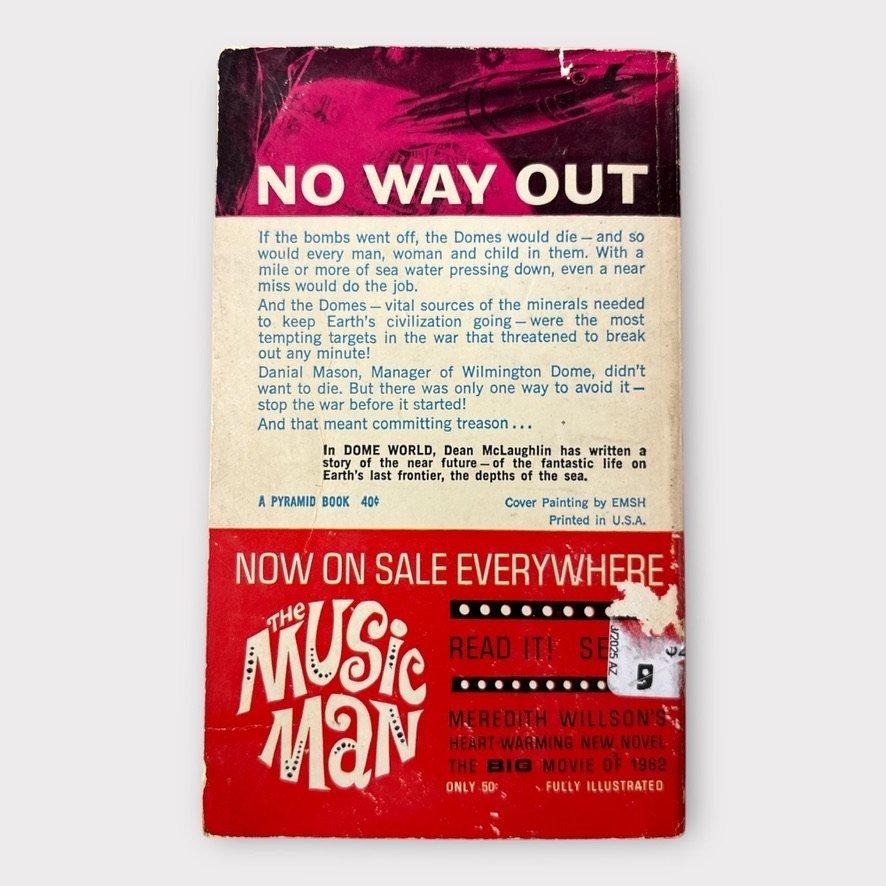 NO WAY OUT
If the bombs went off, the Domes would die — and so
would every man, woman and child in them. With a
mile or more of sea water pressing down, even a near
miss would do the job.
And the Domes — vital sources of the minerals needed
to keep Earth's civilization going — were the most
tempting targets in the war that threatened to break
out any minute!
Danial Mason, Manager of Wilmington Dome, didn't
want to die. But there was only one way to avoid it —
stop the war before it started!
And that meant committing treason ...
In DOME WORLD, Dean McLaughlin has written a
story of the near future — of the fantastic life on
Earth's last frontier, the depths of the sea.
A PYRAMID BOOK 40¢
Cover Painting by EMSH
Printed in U.S.A.
NOW ON SALE EVERYWHERE
THE
MUSIC
MAN
READ IT!
MEREDITH WILLSON'S
HEART-WARMING NEW NOVEL
THE BIG MOVIE OF 1962
ONLY 50¢ FULLY ILLUSTRATED